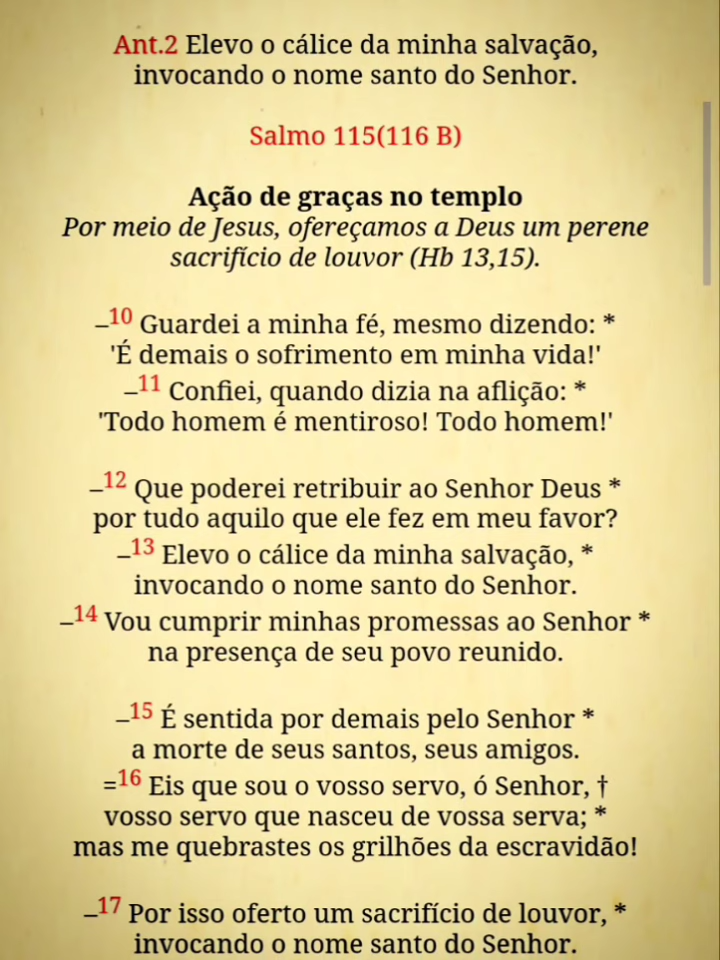 Ant.2 Elevo o cálice da minha salvação,
invocando o nome santo do Senhor.
Salmo 115(116 B)
Ação de graças no templo
Por meio de Jesus, ofereçamos a Deus um perene
sacrifício de louvor (Hb 13,15).
–10 Guardei a minha fé, mesmo dizendo: *
'É demais o sofrimento em minha vida!'
–11 Confiei, quando dizia na aflição: *
'Todo homem é mentiroso! Todo homem!'
–12 Que poderei retribuir ao Senhor Deus *
por tudo aquilo que ele fez em meu favor?
–13 Elevo o cálice da minha salvação, *
invocando o nome santo do Senhor.
–14 Vou cumprir minhas promessas ao Senhor *
na presença de seu povo reunido.
–15 É sentida por demais pelo Senhor *
a morte de seus santos, seus amigos.
=16 Eis que sou o vosso servo, ó Senhor, †
vosso servo que nasceu de vossa serva; *
mas me quebrastes os grilhões da escravidão!
–17 Por isso oferto um sacrifício de louvor, *
invocando o nome santo do Senhor.